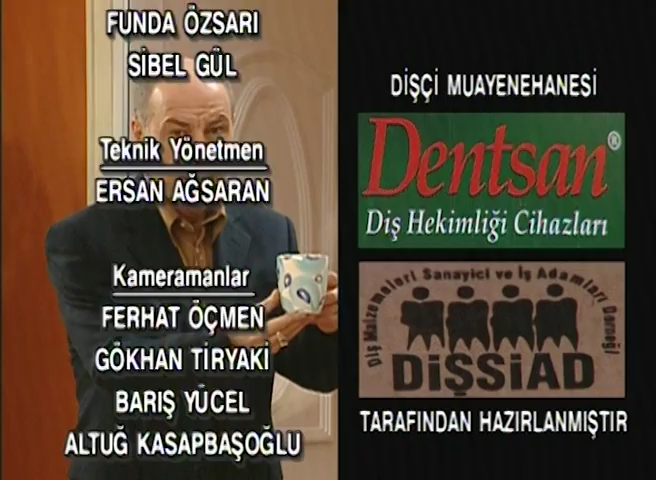 FUNDA ÖZSARI
SİBEL GÜL
Teknik Yönetmen
ERSAN AĞSARAN
Kameramanlar
FERHAT ÖÇMEN
GÖKHAN TİRYAKİ
BARIŞ YÜCEL
ALTUĞ KASAPBAŞOĞLU
DİŞÇİ MUAYENEHANESİ
Dentsan®
Diş Hekimliği Cihazları
Diş Malzemeleri Sanayici ve İş Adamları Derneği
DİŞSİAD
TARAFINDAN HAZIRLANMIŞTIR